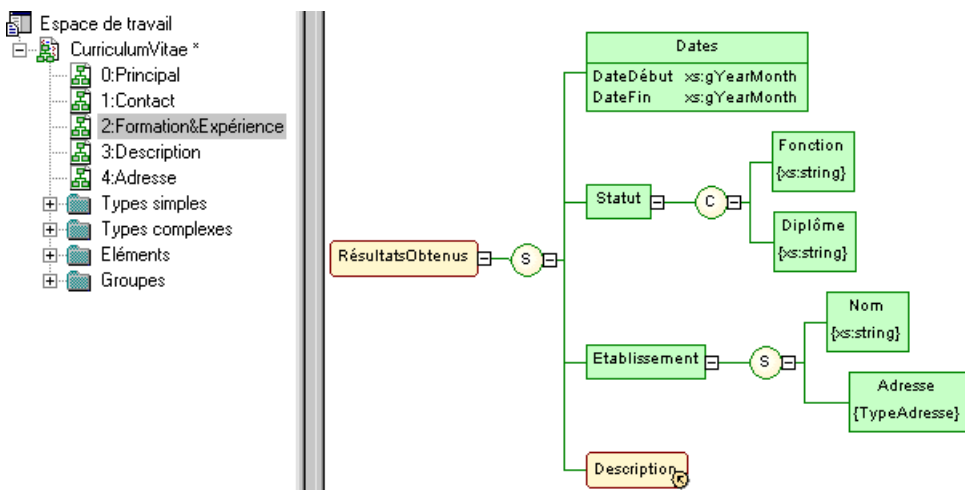 Espace de travail
CurriculumVitae *
0:Principal
1:Contact
2:Formation&Expérience
3:Description
4:Adresse
Types simples
Types complexes
Eléments
Groupes
Dates
DateDébut xs:gYearMonth
DateFin xs:gYearMonth
Fonction
{xs:string}
Statut
C
Diplôme
{xs:string}
RésultatsObtenus
S
Nom
{xs:string}
Etablissement
S
Adresse
{TypeAdresse}
Description